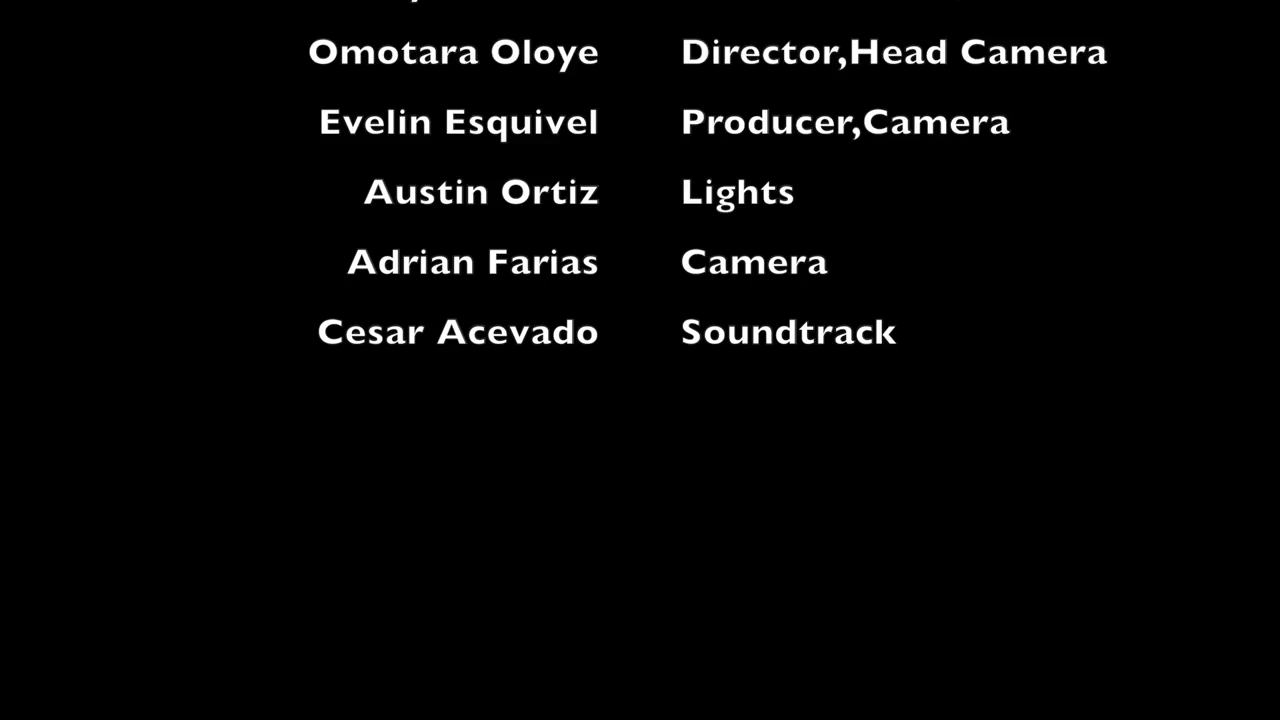 Omotara Oloye Director,Head Camera
Evelin Esquivel Producer,Camera
Austin Ortiz Lights
Adrian Farias Camera
Cesar Acevado Soundtrack